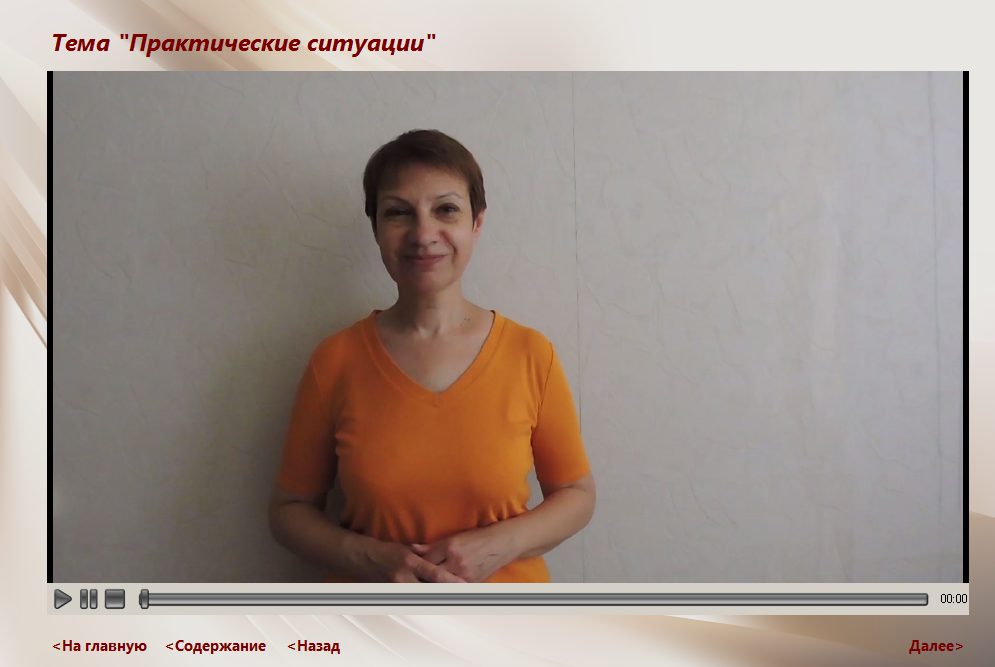 Тема "Практические ситуации"
00:00
<На главную <Содержание <Назад Далее>